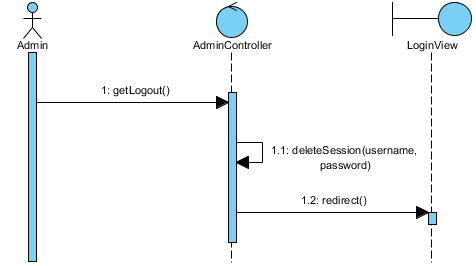 Admin
AdminController
LoginView
1: getLogout()
1.1: deleteSession(username,
password)
1.2: redirect()